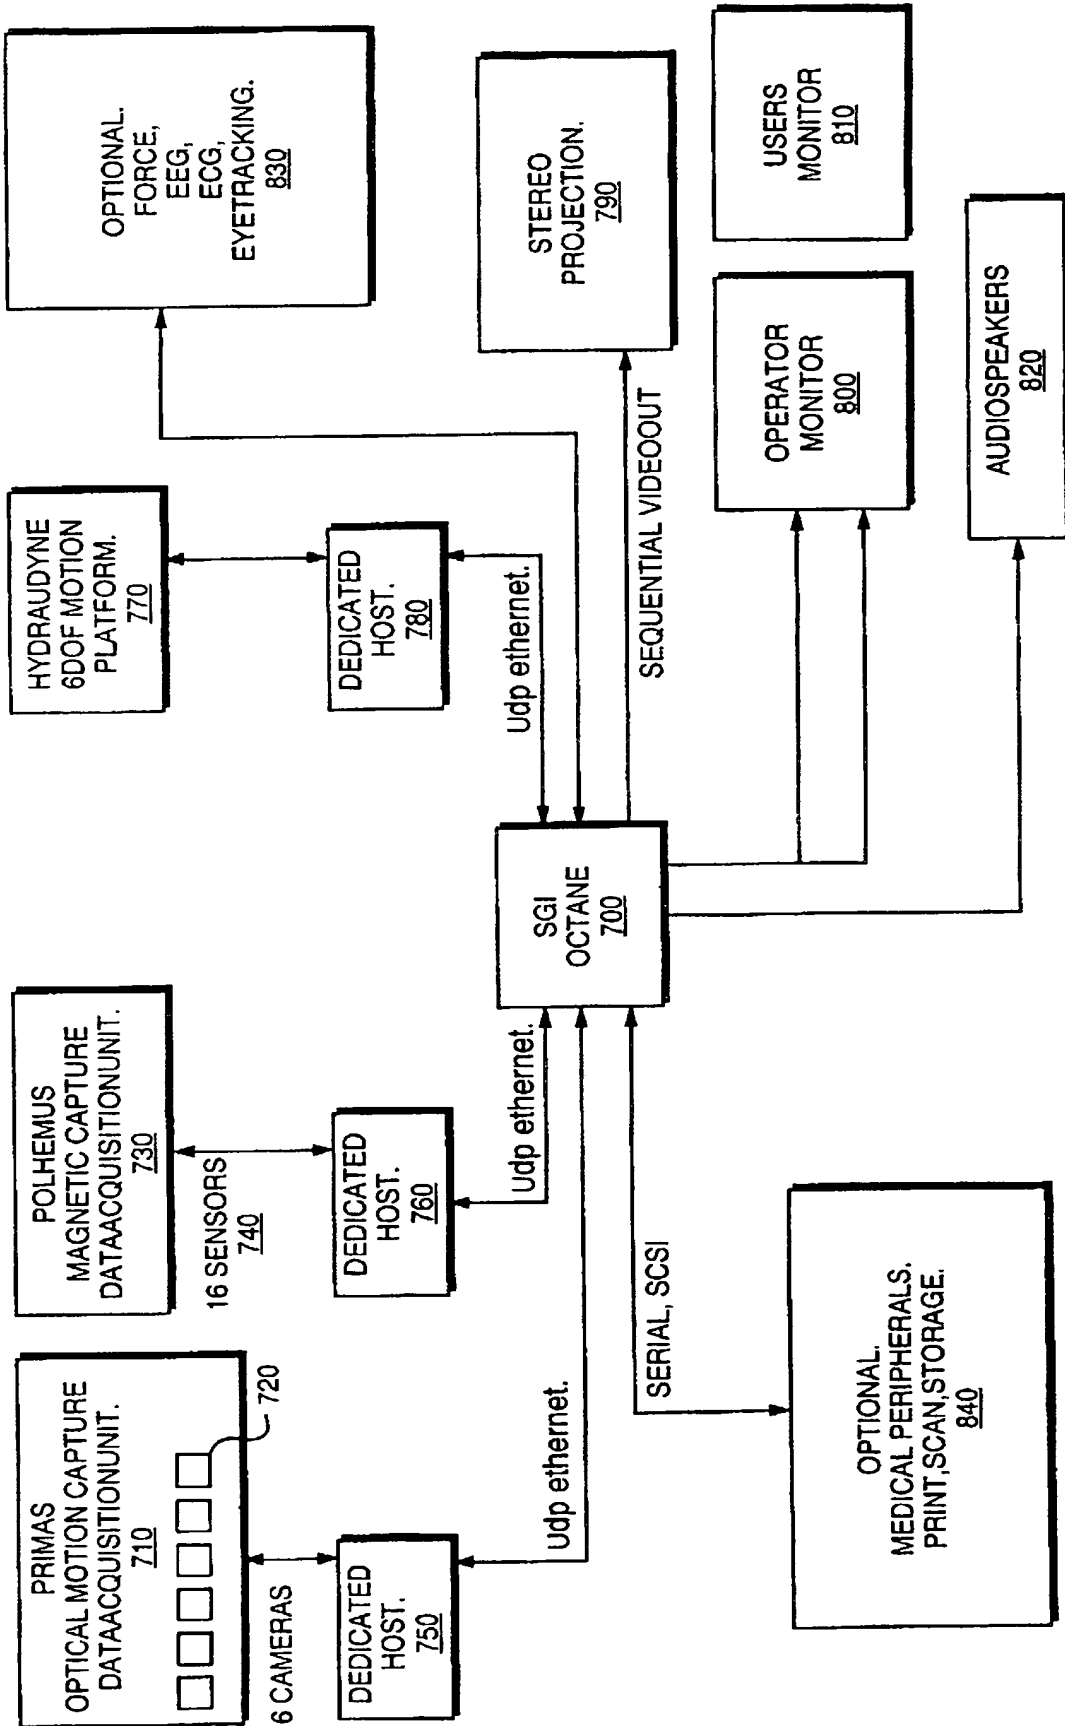 PRIMAS
OPTICAL MOTION CAPTURE
DATAACQUISITIONUNIT.
710
720
6 CAMERAS
DEDICATED
HOST.
750
Udp ethernet.
POLHEMUS
MAGNETIC CAPTURE
DATAACQUISITIONUNIT.
730
16 SENSORS
740
DEDICATED
HOST.
760
Udp ethernet.
HYDRAUDYNE
6DOF MOTION
PLATFORM.
770
DEDICATED
HOST.
780
Udp ethernet.
OPTIONAL.
FORCE,
EEG,
ECG,
EYETRACKING.
830
SGI
OCTANE
700
STEREO
PROJECTION.
790
SEQUENTIAL VIDEOOUT
OPERATOR
MONITOR
800
USERS
MONITOR
810
AUDIOSPEAKERS
820
SERIAL, SCSI
OPTIONAL.
MEDICAL PERIPHERALS.
PRINT,SCAN,STORAGE.
840